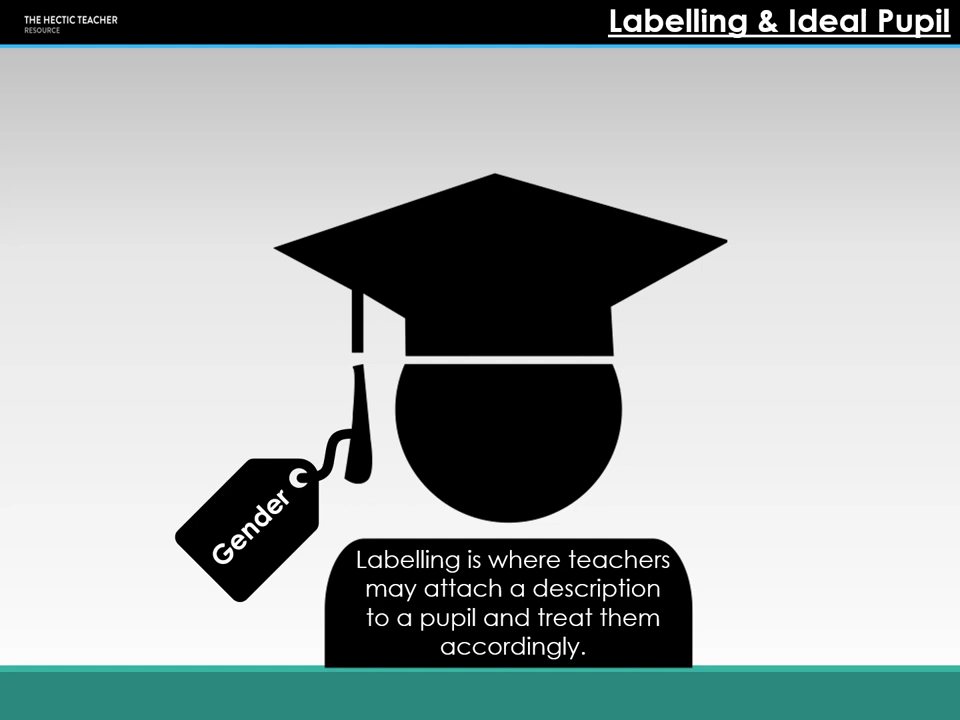 THE HECTIC TEACHER
RESOURCE
Labelling & Ideal Pupil
Gender
Labelling is where teachers
may attach a description
to a pupil and treat them
accordingly.